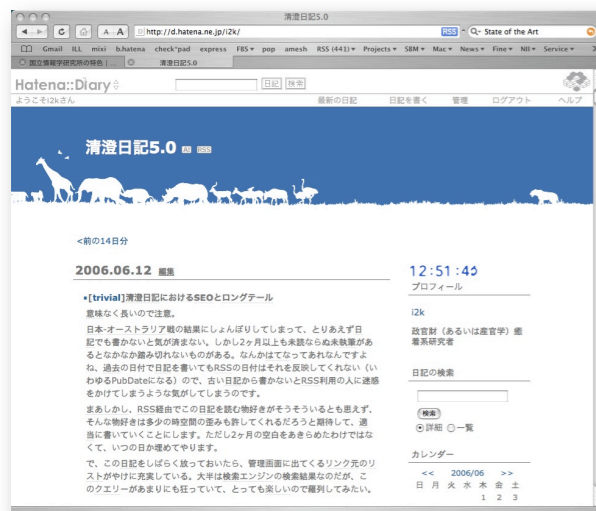 清澄日記5.0
http://d.hatena.ne.jp/i2k/
RSS
State of the Art
Gmail ILL mixi b.hatena check*pad express FBS pop amesh RSS (441) Projects SBM Mac News Fine NII Service
国立情報学研究所の特色 |...
清澄日記5.0
Hatena::Diary
日記 検索
ようこそi2kさん
最新の日記 日記を書く 管理 ログアウト ヘルプ
清澄日記5.0
RSS
<前の14日分
2006.06.12 編集
•[trivial]清澄日記におけるSEOとロングテール
意味なく長いので注意。
日本-オーストラリア戦の結果にしょんぼりしてしまって、とりあえず日
記でも書かないと気が済まない。しかし2ヶ月以上も未読ならぬ未執筆があ
るとなかなか踏み切れないものがある。なんかはてなってあれなんですよ
ね、過去の日付で日記を書いてもRSSの日付はそれを反映してくれない（い
わゆるPubDateになる）ので、古い日記から書かないとRSS利用の人に迷惑
をかけてしまうような気がしてしまうのです。
まあしかし、RSS経由でこの日記を読む物好きがそうそういるとも思えず、
そんな物好きは多少の時空間の歪みも許してくれるだろうと期待して、適
当に書いていくことにします。ただし2ヶ月の空白をあきらめたわけではな
くて、いつの日か埋めてやります。
で、この日記をしばらく放っておいたら、管理画面に出てくるリンク元のリ
ストがやけに充実している。大半は検索エンジンの検索結果なのだが、こ
のクエリーがあまりにも狂っていて、とっても楽しいので羅列してみたい。
プロフィール
i2k
政官財（あるいは産官学）癒
着系研究者
日記の検索
検索
詳細 一覧
カレンダー
<< 2006/06 >>
日 月 火 水 木 金 土
1 2 3